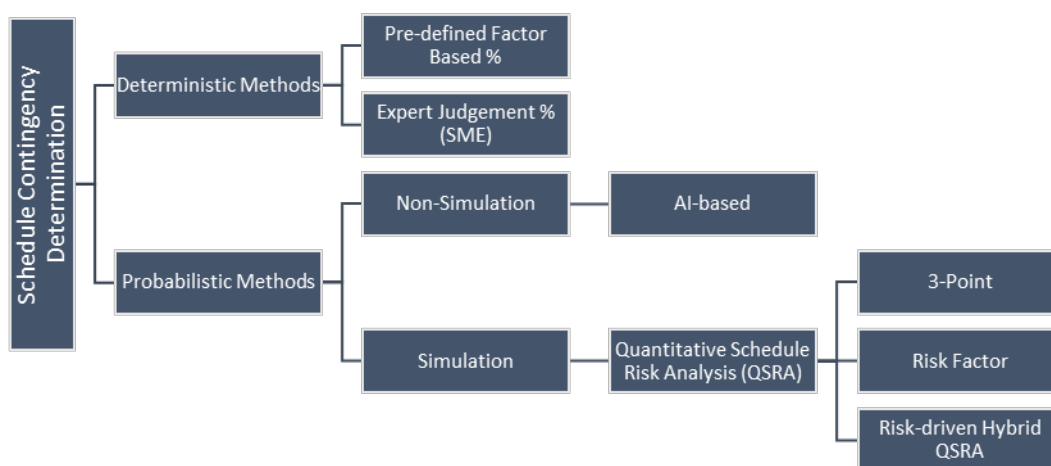 Schedule Contingency
Determination
Deterministic Methods
Pre-defined Factor
Based %
Expert Judgement %
(SME)
Probabilistic Methods
Non-Simulation
AI-based
Simulation
Quantitative Schedule
Risk Analysis (QSRA)
3-Point
Risk Factor
Risk-driven Hybrid
QSRA